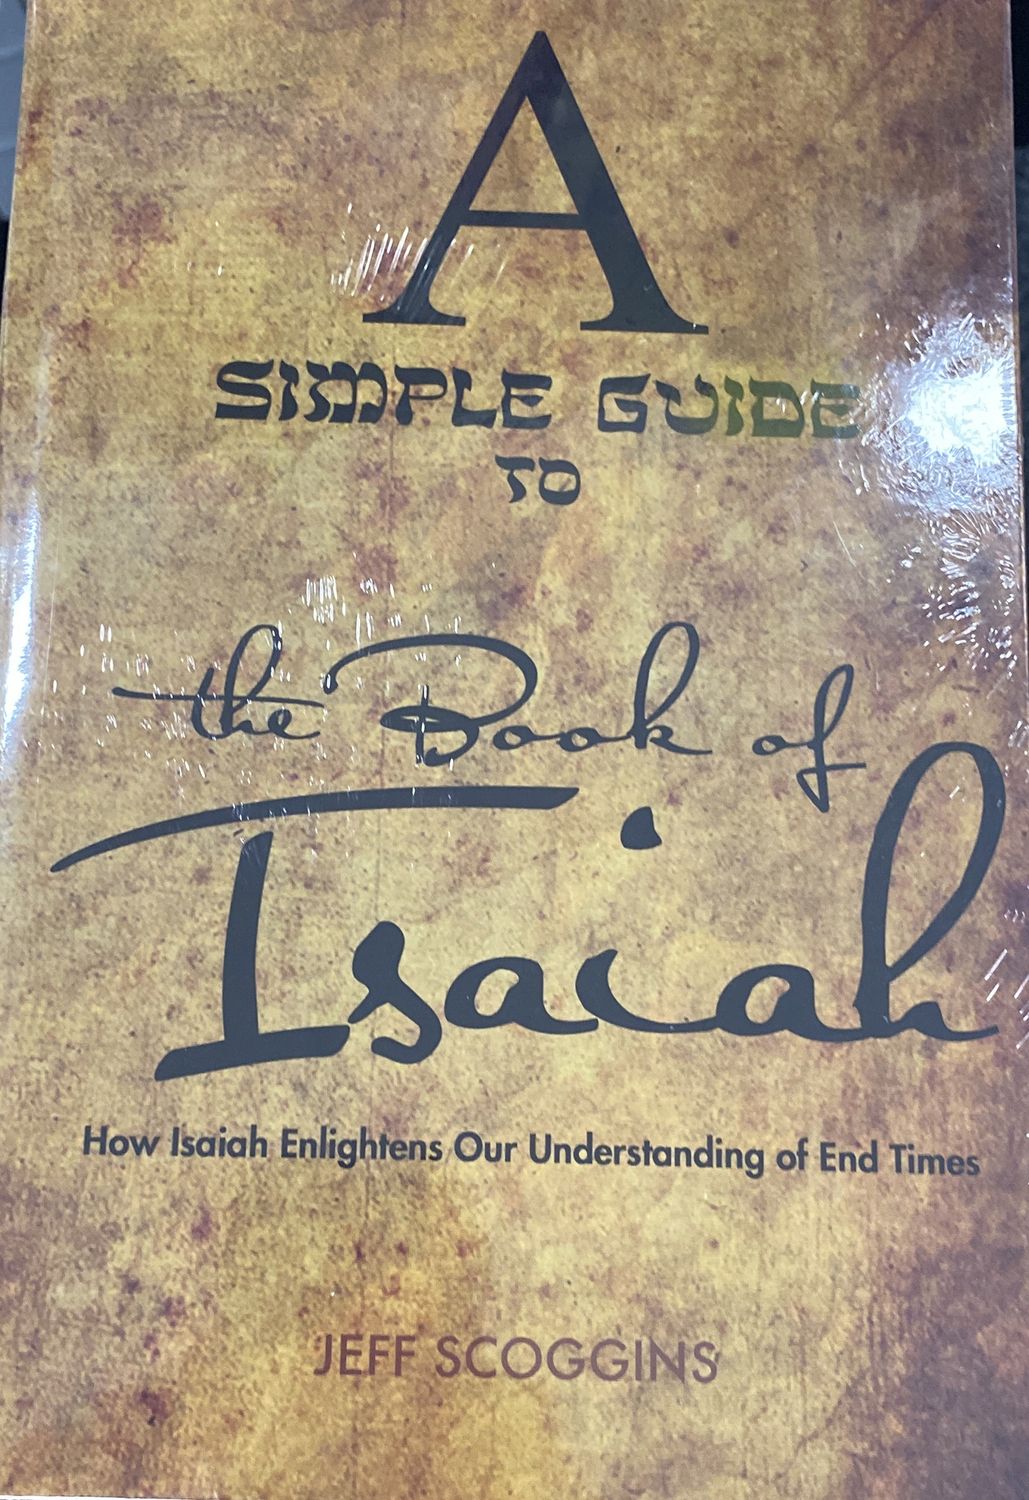 A
SIMPLE GUIDE
TO
the Book of
Isaiah
How Isaiah Enlightens Our Understanding of End Times
JEFF SCOGGINS